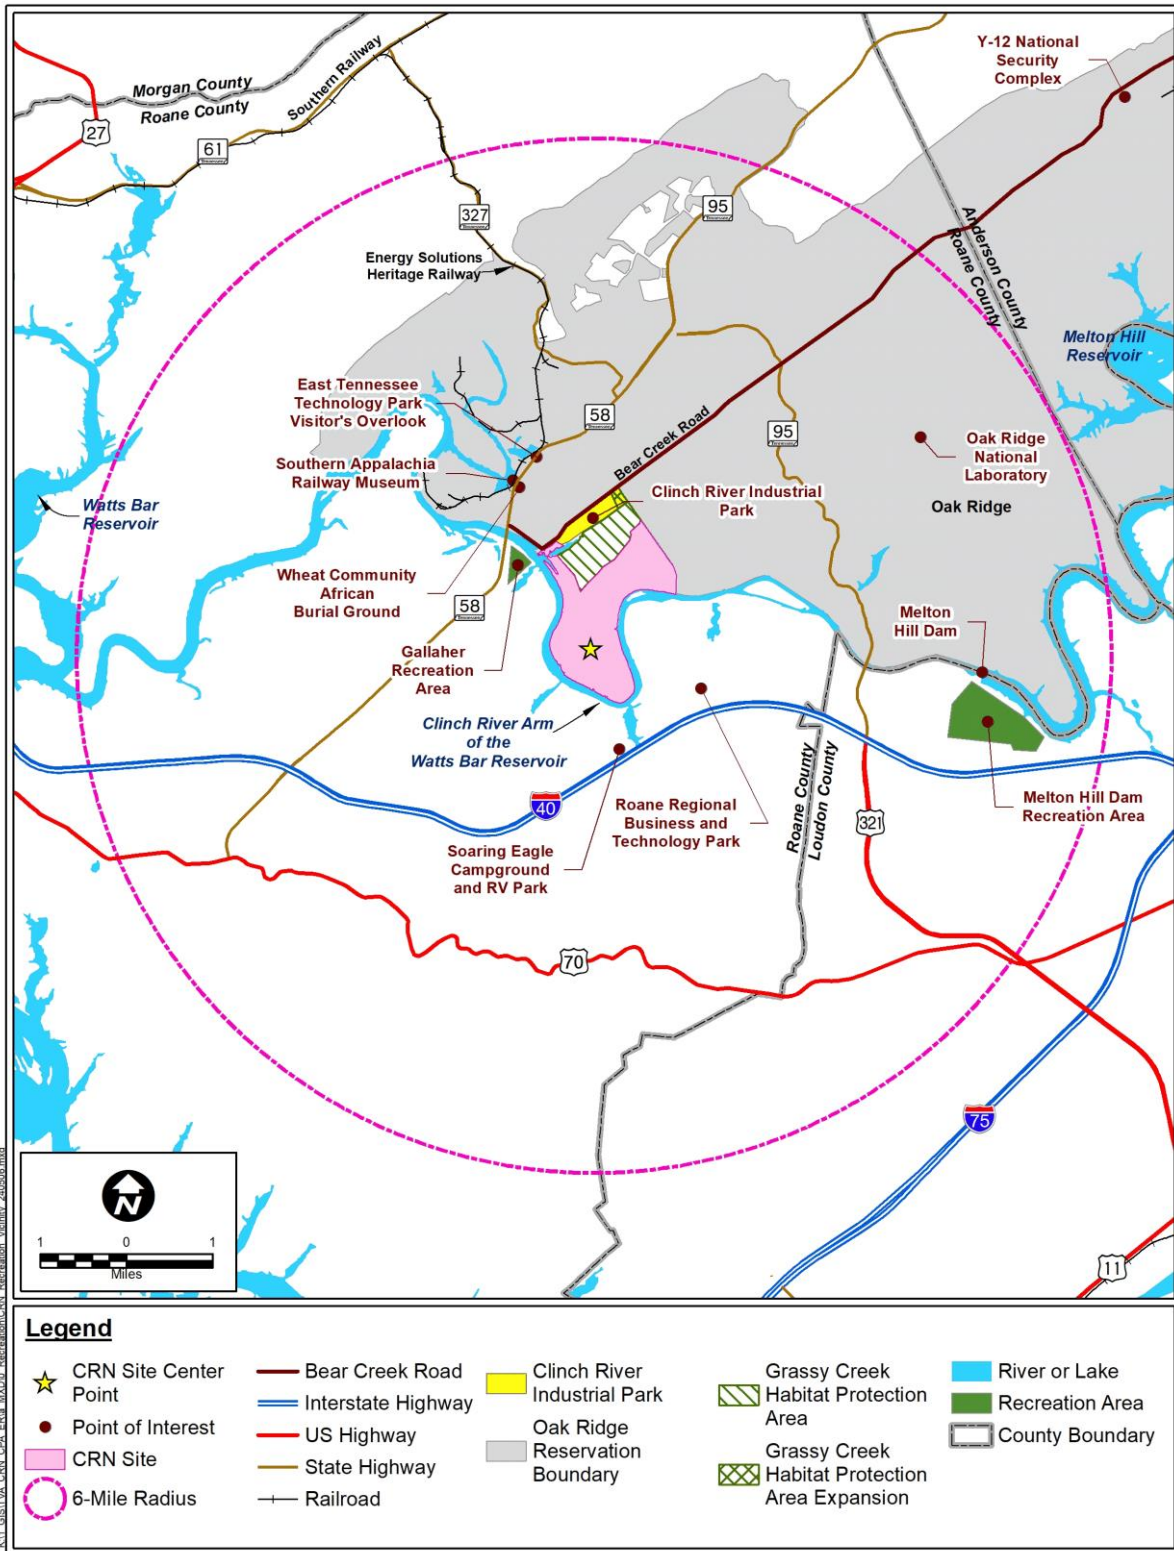 Y-12 National
Security
Complex
Morgan County
Roane County
Southern Railway
27
61
327
95
Energy Solutions
Heritage Railway
Anderson County
Roane County
Melton Hill
Reservoir
East Tennessee
Technology Park
Visitor's Overlook
58
Bear Creek Road
95
Oak Ridge
National
Laboratory
Southern Appalachia
Railway Museum
Clinch River Industrial
Park
Oak Ridge
Watts Bar
Reservoir
Wheat Community
African
Burial Ground
58
Melton
Hill Dam
Gallaher
Recreation
Area
Clinch River Arm
of the
Watts Bar Reservoir
Roane County
Loudon County
40
Roane Regional
Business and
Technology Park
321
Melton Hill Dam
Recreation Area
Soaring Eagle
Campground
and RV Park
70
75
11
N
1 0 1
Miles
Legend
CRN Site Center
Point
Point of Interest
CRN Site
6-Mile Radius
Bear Creek Road
Interstate Highway
US Highway
State Highway
Railroad
Clinch River
Industrial Park
Oak Ridge
Reservation
Boundary
Grassy Creek
Habitat Protection
Area
Grassy Creek
Habitat Protection
Area Expansion
River or Lake
Recreation Area
County Boundary